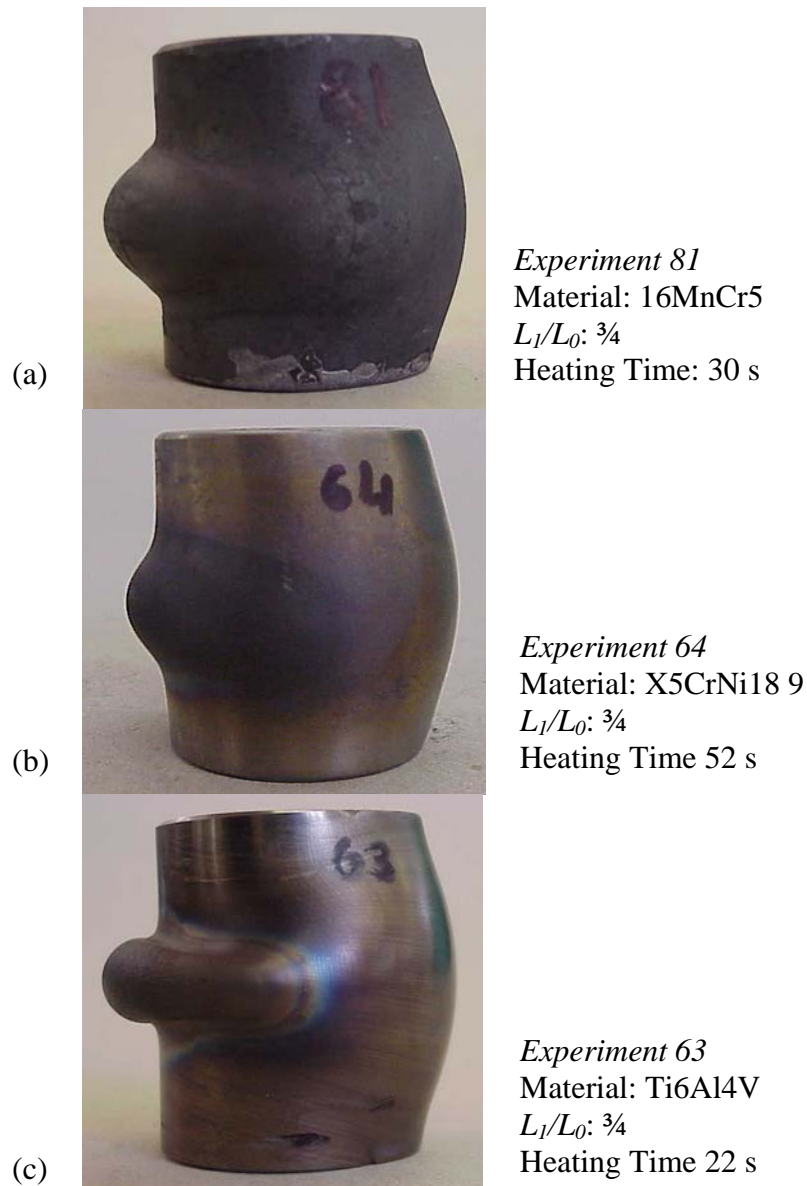 81
Experiment 81
Material: 16MnCr5
L1/L0: ¾
Heating Time: 30 s
(a)
64
Experiment 64
Material: X5CrNi18 9
L1/L0: ¾
Heating Time 52 s
(b)
63
Experiment 63
Material: Ti6Al4V
L1/L0: ¾
Heating Time 22 s
(c)